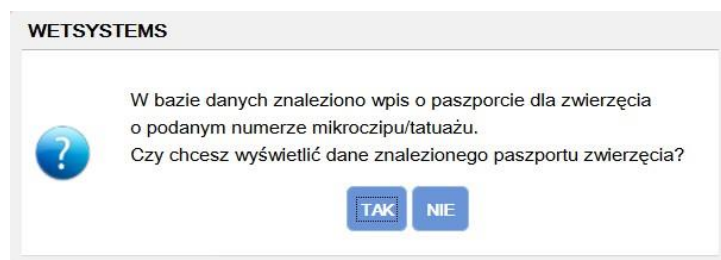 WETSYSTEMS
W bazie danych znaleziono wpis o paszporcie dla zwierzęcia
o podanym numerze mikroczipu/tatuażu.
Czy chcesz wyświetlić dane znalezionego paszportu zwierzęcia?
?
TAK NIE